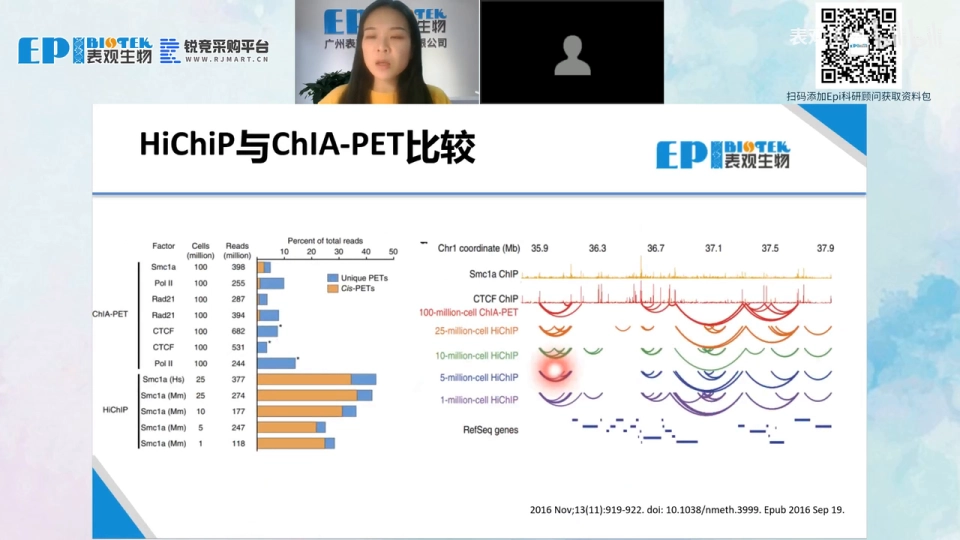 EPI BIOTEK 表观生物
锐竞采购平台
WWW.RJMART.CN
扫码添加Epi科研顾问获取资料包
HiChiP与ChIA-PET比较
EPI BIOTEK 表观生物
Factor Cells (million) Reads (million) Percent of total reads
10 20 30 40 50
Unique PETs
Cis-PETs
ChIA-PET
Smc1a 100 398
Pol II 100 255
Rad21 100 287
Rad21 100 394
CTCF 100 682 *
CTCF 100 531 *
Pol II 100 244 *
HiChIP
Smc1a (Hs) 25 377
Smc1a (Mm) 25 274
Smc1a (Mm) 10 177
Smc1a (Mm) 5 247
Smc1a (Mm) 1 118
Chr1 coordinate (Mb) 35.9 36.3 36.7 37.1 37.5 37.9
Smc1a ChIP
CTCF ChIP
100-million-cell ChIA-PET
25-million-cell HiChIP
10-million-cell HiChIP
5-million-cell HiChIP
1-million-cell HiChIP
RefSeq genes
2016 Nov;13(11):919-922. doi: 10.1038/nmeth.3999. Epub 2016 Sep 19.